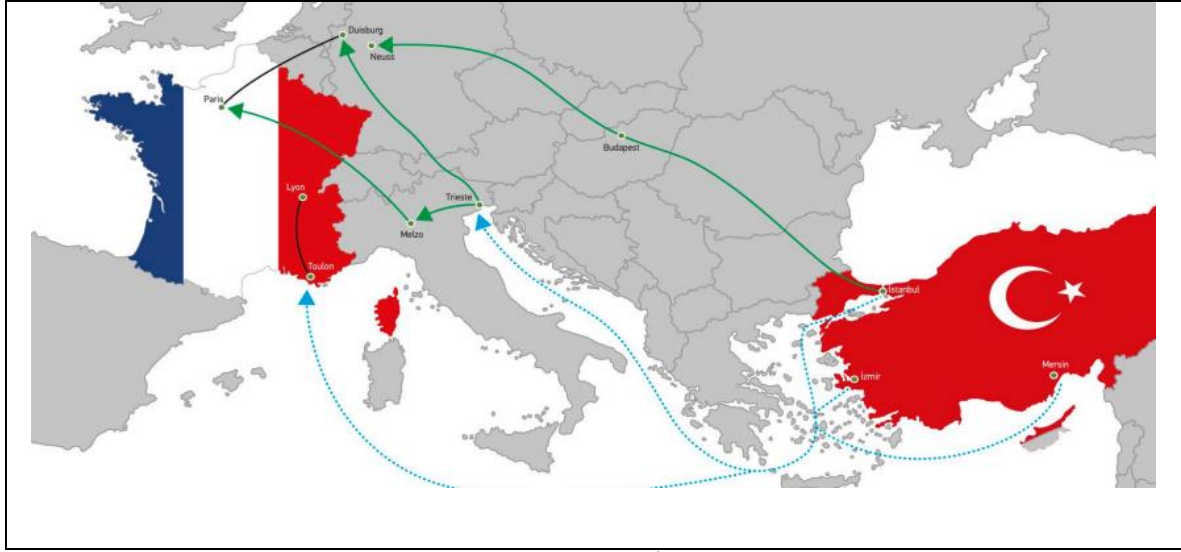 Duisburg
Neuss
Paris
Budapest
Lyon
Trieste
Melzo
Toulon
İstanbul
İzmir
Mersin